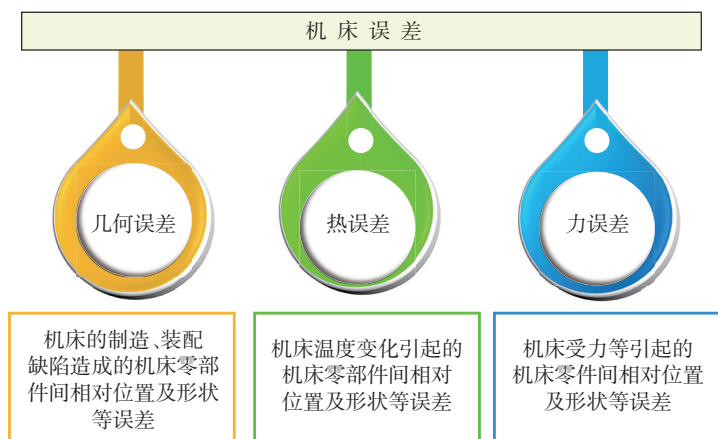 机床误差
几何误差
热误差
力误差
机床的制造、装配
缺陷造成的机床零部
件间相对位置及形状
等误差
机床温度变化引起的
机床零部件间相对
位置及形状等误差
机床受力等引起的
机床零件间相对位置
及形状等误差